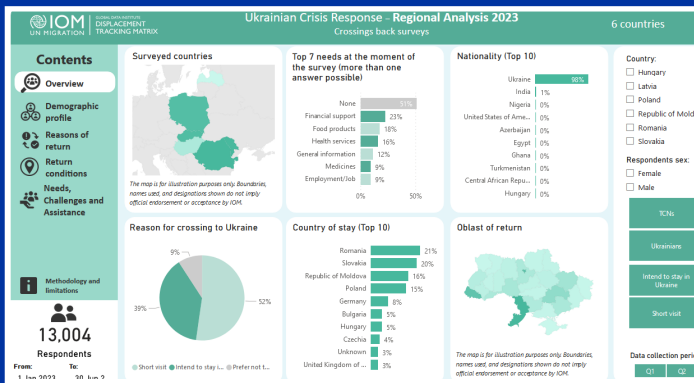 IOM
UN MIGRATION
GLOBAL DATA INSTITUTE
DISPLACEMENT
TRACKING MATRIX
Ukrainian Crisis Response - Regional Analysis 2023
Crossings back surveys
6 countries
Contents
Overview
Demographic
profile
Reasons of
return
Return
conditions
Needs,
Challenges and
Assistance
Methodology and
limitations
13,004
Respondents
From:
To:
1 Jan 2023
30 Jun 2
Surveyed countries
The map is for illustration purposes only. Boundaries,
names used, and designations shown do not imply
official endorsement or acceptance by IOM.
Top 7 needs at the moment of
the survey (more than one
answer possible)
None 51%
Financial support 23%
Food products 18%
Health services 16%
General information 12%
Medicines 9%
Employment/Job 9%
0% 50%
Nationality (Top 10)
Ukraine 98%
India 1%
Nigeria 0%
United States of Ame... 0%
Azerbaijan 0%
Egypt 0%
Ghana 0%
Turkmenistan 0%
Central African Repu... 0%
Hungary 0%
Reason for crossing to Ukraine
9%
39%
52%
Short visit Intend to stay i... Prefer not t...
Country of stay (Top 10)
Romania 21%
Slovakia 20%
Republic of Moldova 16%
Poland 15%
Germany 8%
Bulgaria 5%
Hungary 5%
Czechia 4%
Unknown 3%
United Kingdom of ... 3%
Oblast of return
The map is for illustration purposes only. Boundaries,
names used, and designations shown do not imply
official endorsement or acceptance by IOM.
Country:
Hungary
Latvia
Poland
Republic of Mold
Romania
Slovakia
Respondents sex:
Female
Male
TCNs
Ukrainians
Intend to stay in
Ukraine
Short visit
Data collection perio
Q1 Q2